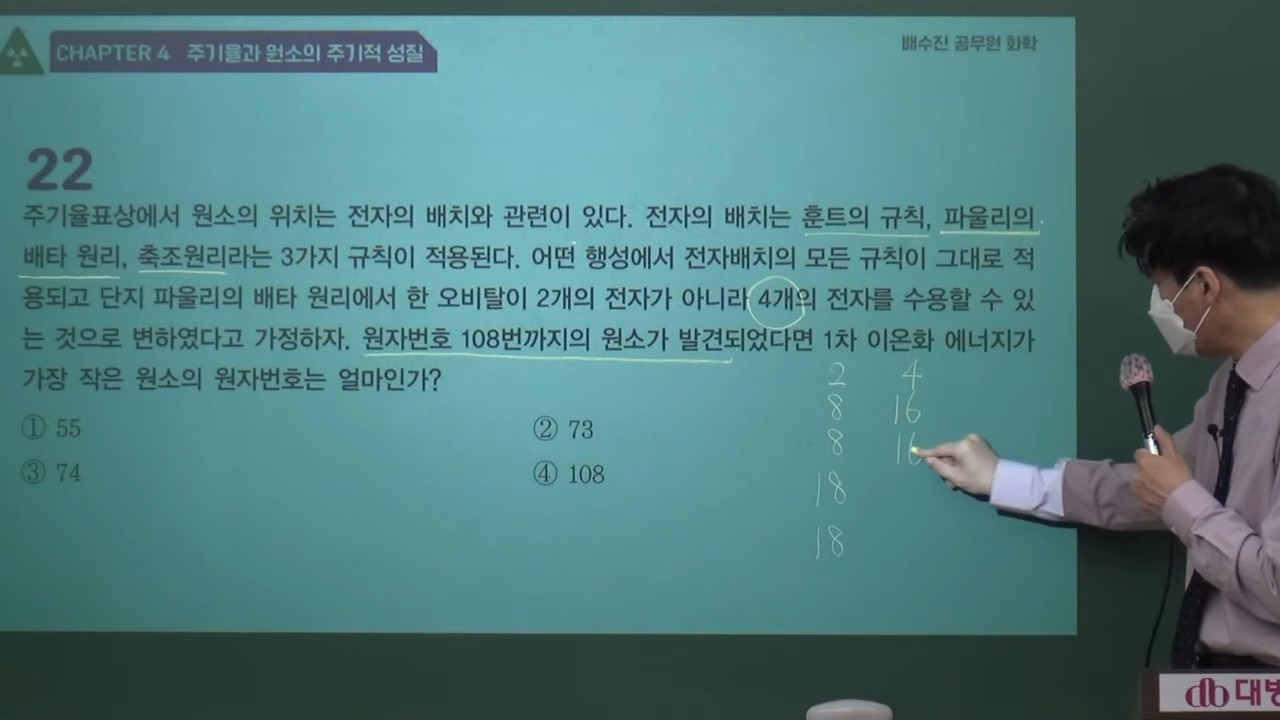 CHAPTER 4 주기율과 원소의 주기적 성질
배수진 공무원 화학
22
주기율표상에서 원소의 위치는 전자의 배치와 관련이 있다. 전자의 배치는 훈트의 규칙, 파울리의
배타 원리, 축조원리라는 3가지 규칙이 적용된다. 어떤 행성에서 전자배치의 모든 규칙이 그대로 적
용되고 단지 파울리의 배타 원리에서 한 오비탈이 2개의 전자가 아니라 4개의 전자를 수용할 수 있
는 것으로 변하였다고 가정하자. 원자번호 108번까지의 원소가 발견되었다면 1차 이온화 에너지가
가장 작은 원소의 원자번호는 얼마인가?
① 55
② 73
③ 74
④ 108
2 4
8 16
8 16
18
18